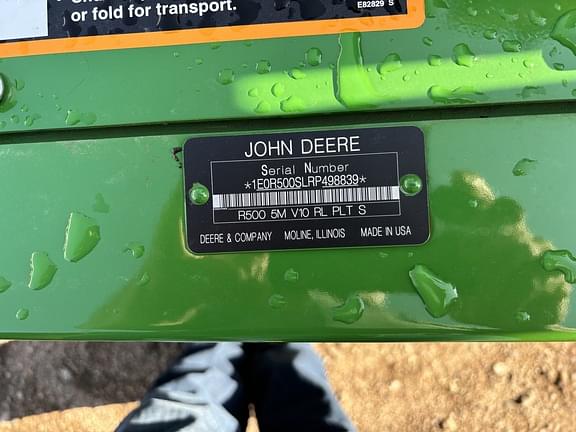 or fold for transport.
E82829 S
JOHN DEERE
Serial Number
*1E0R500SLRP498839*
R500 5M V10 RL PLT S
DEERE & COMPANY MOLINE, ILLINOIS MADE IN USA